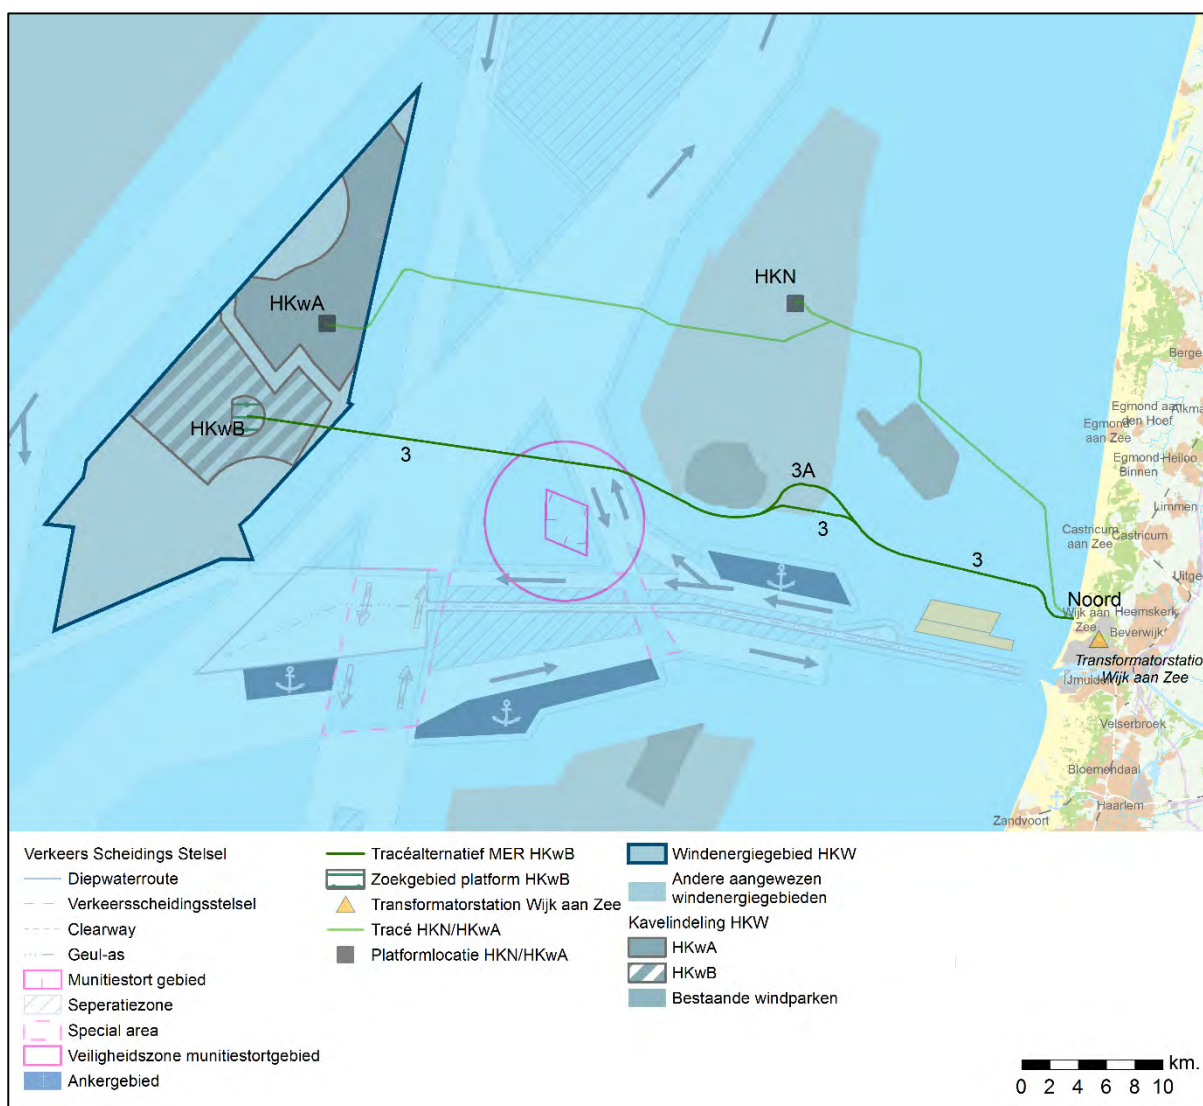 HKwA
HKN
HKwB
3
3A
3
3
Noord
Egmond aan
den Hoef
Egmond
aan Zee
Egmond-
Binnen
Heiloo
Limmen
Castricum
aan Zee
Castricum
Wijk aan
Zee
Heemskerk
Beverwijk
Transformatorstatio
Wijk aan Zee
IJmuiden
Velserbroek
Bloemendaal
Haarlem
Zandvoort
Verkeers Scheidings Stelsel
Diepwaterroute
Verkeersscheidingsstelsel
Clearway
Geul-as
Munitiestort gebied
Seperatiezone
Special area
Veiligheidszone munitiestortgebied
Ankergebied
Tracéalternatief MER HKwB
Zoekgebied platform HKwB
Transformatorstation Wijk aan Zee
Tracé HKN/HKwA
Platformlocatie HKN/HKwA
Windenergiegebied HKW
Andere aangewezen
windenergiegebieden
Kavelindeling HKW
HKwA
HKwB
Bestaande windparken
km.
0 2 4 6 8 10